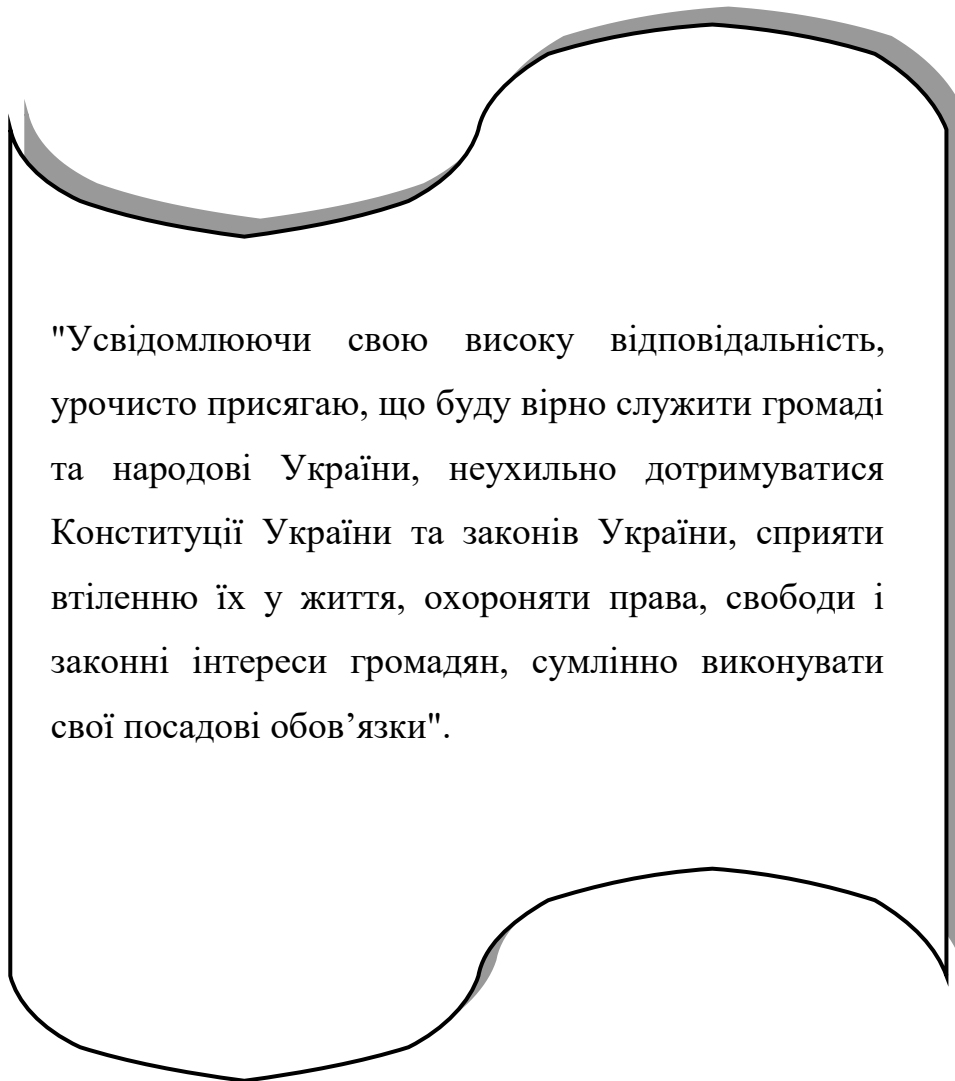 "Усвідомлюючи свою високу відповідальність,
урочисто присягаю, що буду вірно служити громаді
та народові України, неухильно дотримуватися
Конституції України та законів України, сприяти
втіленню їх у життя, охороняти права, свободи і
законні інтереси громадян, сумлінно виконувати
свої посадові обов’язки".